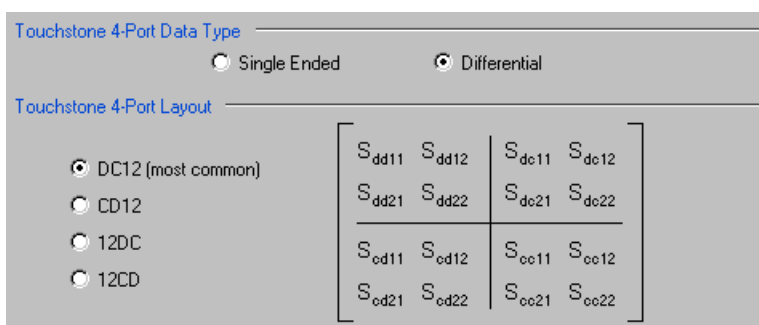 Touchstone 4-Port Data Type
Single Ended Differential
Touchstone 4-Port Layout
DC12 (most common)
CD12
12DC
12CD
Sdd11 Sdd12 Sdc11 Sdc12
Sdd21 Sdd22 Sdc21 Sdc22
Scd11 Scd12 Scc11 Scc12
Scd21 Scd22 Scc21 Scc22